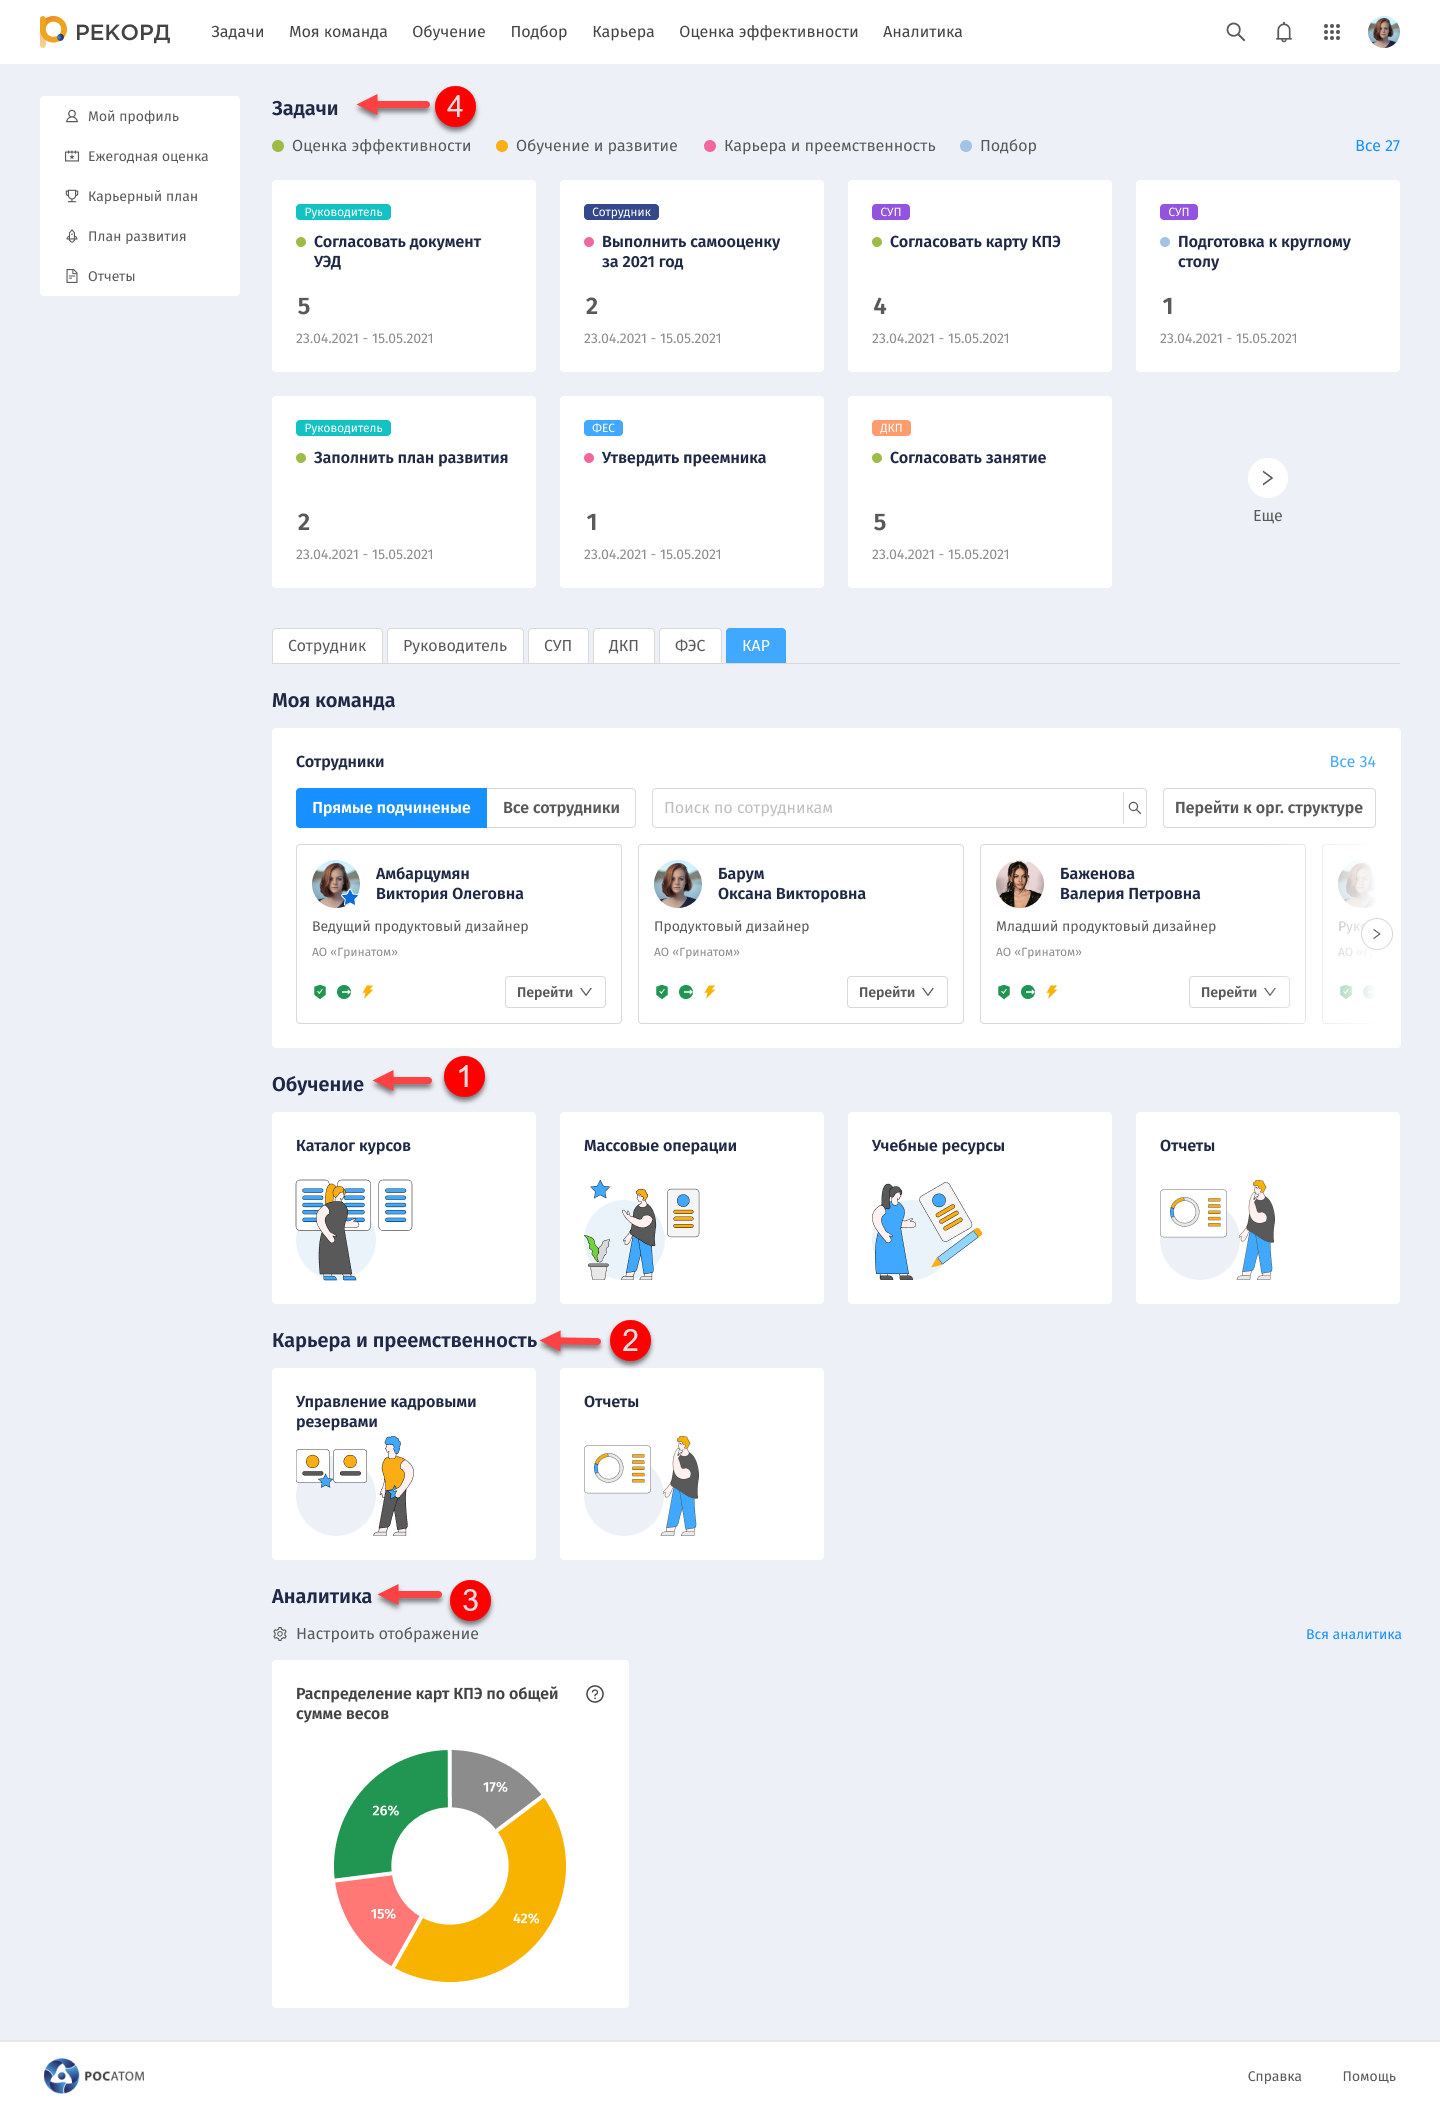 РЕКОРД
Задачи Моя команда Обучение Подбор Карьера Оценка эффективности Аналитика
Мой профиль
Ежегодная оценка
Карьерный план
План развития
Отчеты
Задачи
4
Оценка эффективности Обучение и развитие Карьера и преемственность Подбор Все 27
Руководитель
Согласовать документ
УЭД
5
23.04.2021 - 15.05.2021
Сотрудник
Выполнить самооценку
за 2021 год
2
23.04.2021 - 15.05.2021
СУП
Согласовать карту КПЭ
4
23.04.2021 - 15.05.2021
СУП
Подготовка к круглому
столу
1
23.04.2021 - 15.05.2021
Руководитель
Заполнить план развития
2
23.04.2021 - 15.05.2021
ФЕС
Утвердить преемника
1
23.04.2021 - 15.05.2021
ДКП
Согласовать занятие
5
23.04.2021 - 15.05.2021
Еще
Сотрудник Руководитель СУП ДКП ФЭС КАР
Моя команда
Сотрудники Все 34
Прямые подчиненые Все сотрудники Поиск по сотрудникам Перейти к орг. структуре
Амбарцумян
Виктория Олеговна
Ведущий продуктовый дизайнер
АО «Гринатом»
Перейти
Барум
Оксана Викторовна
Продуктовый дизайнер
АО «Гринатом»
Перейти
Баженова
Валерия Петровна
Младший продуктовый дизайнер
АО «Гринатом»
Перейти
АО
Обучение
1
Каталог курсов
Массовые операции
Учебные ресурсы
Отчеты
Карьера и преемственность
2
Управление кадровыми
резервами
Отчеты
Аналитика
3
Настроить отображение Вся аналитика
Распределение карт КПЭ по общей
сумме весов
17%
26%
15%
42%
РОСАТОМ Справка Помощь